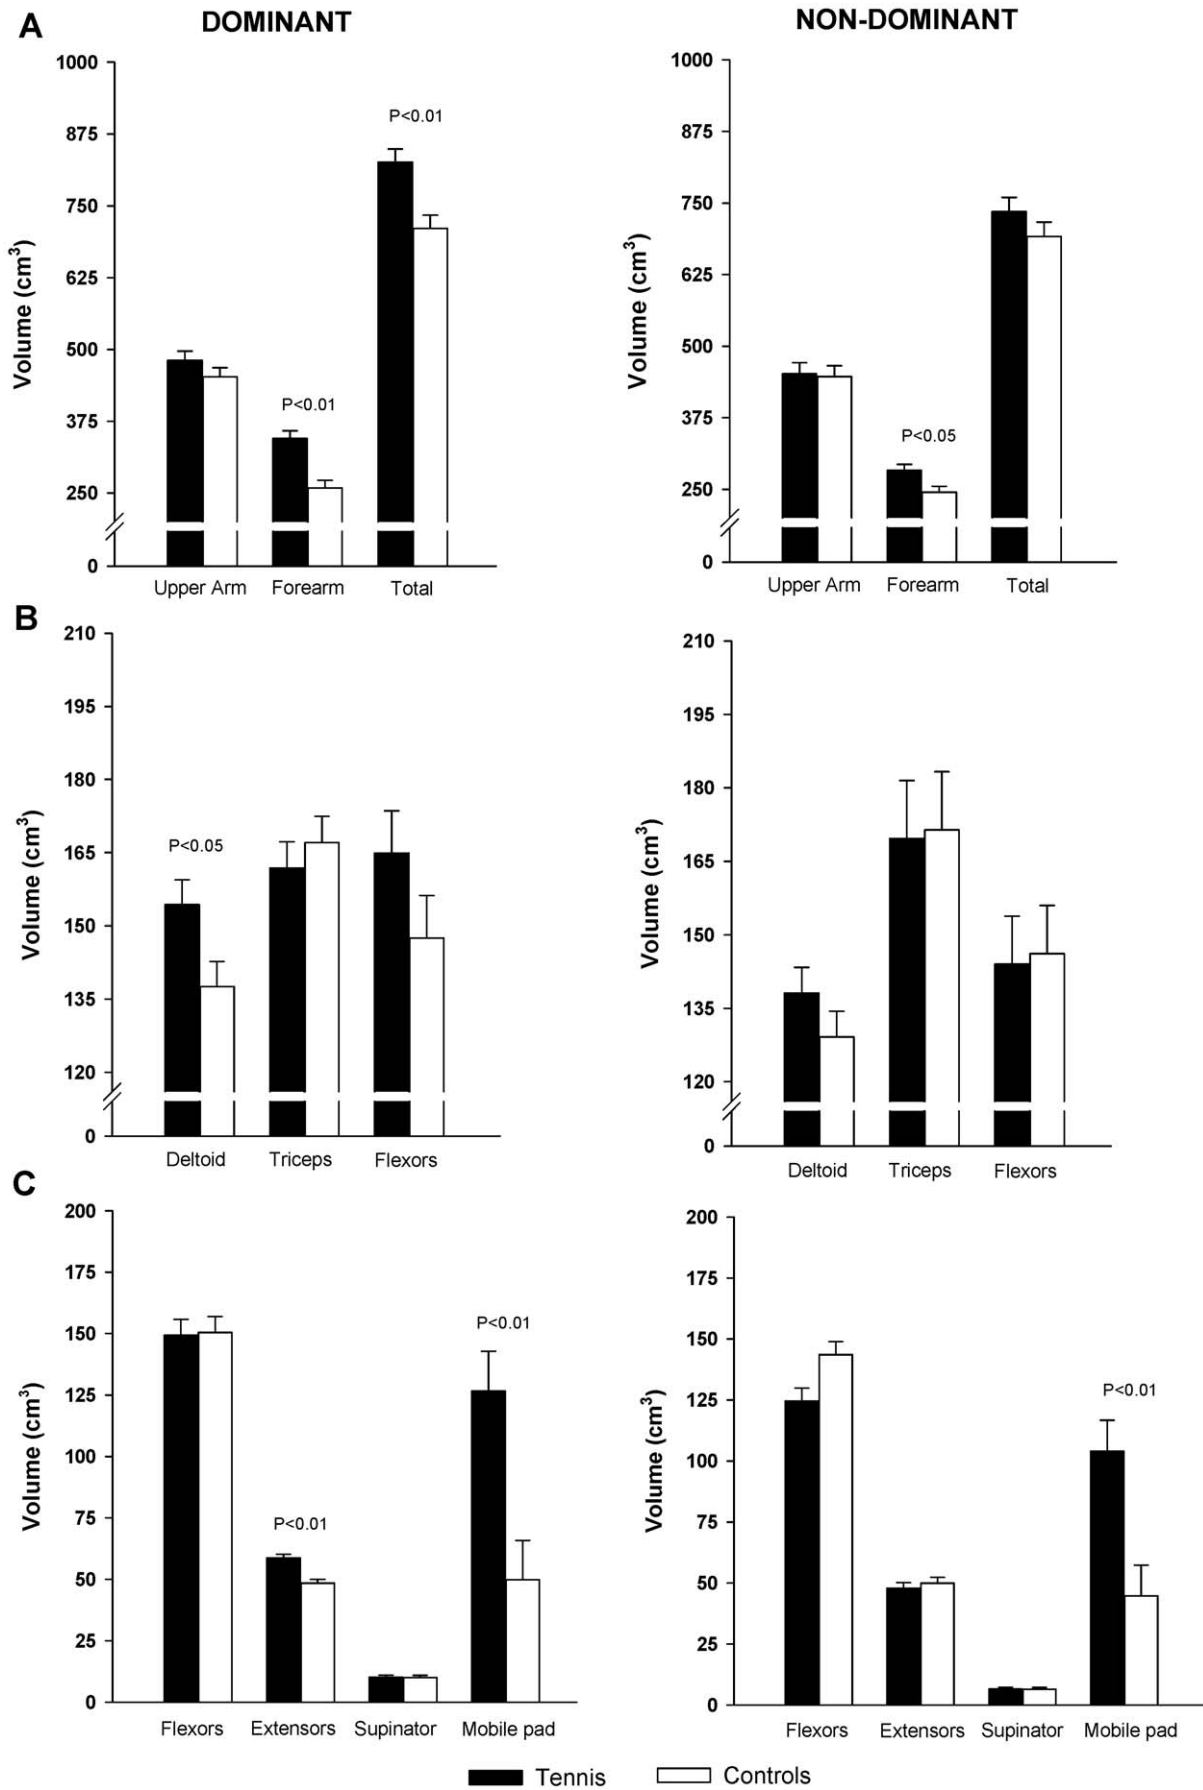 A
DOMINANT
NON-DOMINANT
Volume (cm³)
1000
875
750
625
500
375
250
0
P<0.01
P<0.01
Upper Arm Forearm Total
Volume (cm³)
1000
875
750
625
500
375
250
0
P<0.05
Upper Arm Forearm Total
B
Volume (cm³)
210
195
180
165
150
135
120
0
P<0.05
Deltoid Triceps Flexors
Volume (cm³)
210
195
180
165
150
135
120
0
Deltoid Triceps Flexors
C
Volume (cm³)
200
175
150
125
100
75
50
25
0
P<0.01
P<0.01
Flexors Extensors Supinator Mobile pad
Volume (cm³)
200
175
150
125
100
75
50
25
0
P<0.01
Flexors Extensors Supinator Mobile pad
Tennis Controls